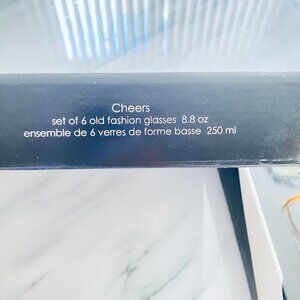 Cheers
set of 6 old fashion glasses 8.8 oz
ensemble de 6 verres de forme basse 250 ml